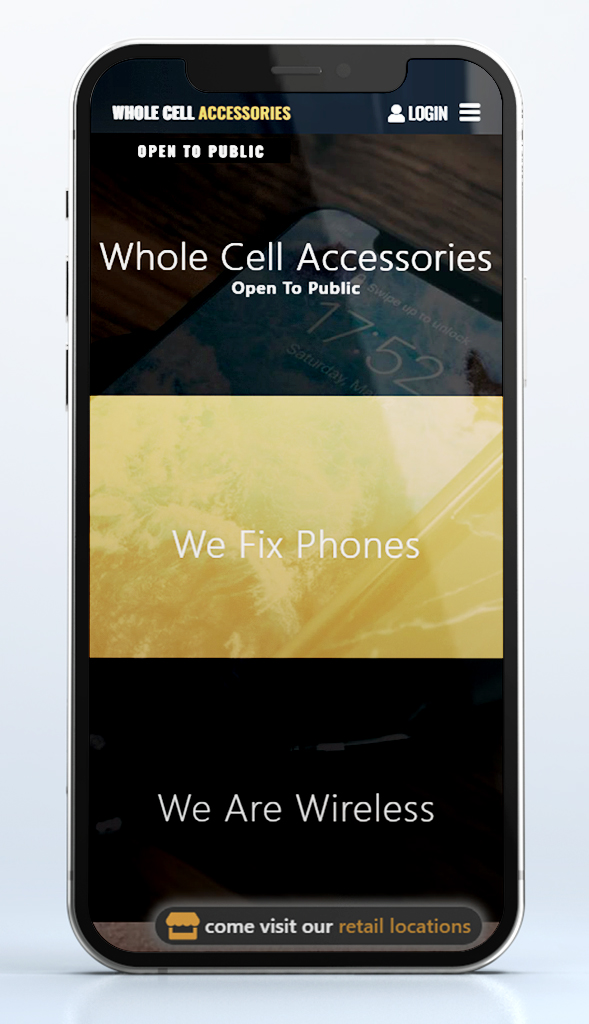 WHOLE CELL ACCESSORIES
LOGIN
OPEN TO PUBLIC
Whole Cell Accessories
Open To Public
Swipe up to unlock
17:52
Saturday,
We Fix Phones
We Are Wireless
come visit our retail locations